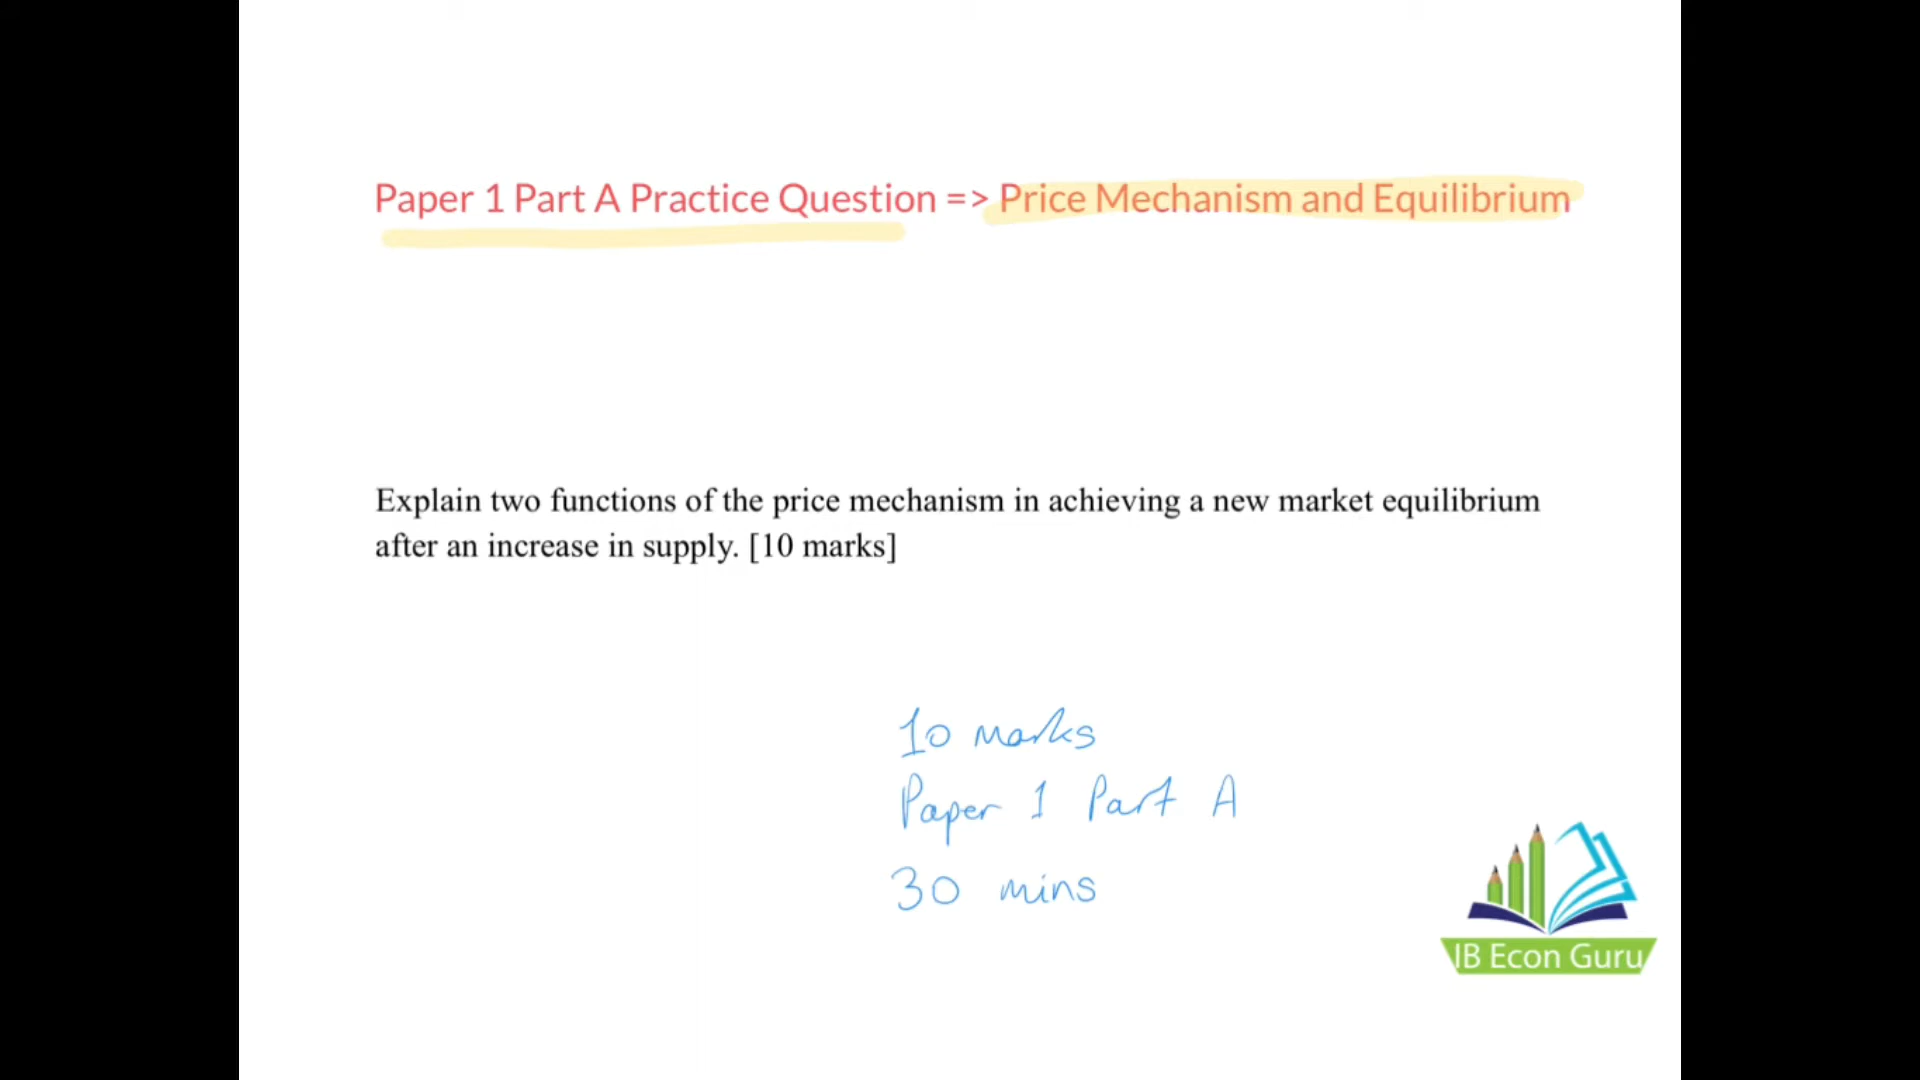 Paper 1 Part A Practice Question => Price Mechanism and Equilibrium
Explain two functions of the price mechanism in achieving a new market equilibrium
after an increase in supply. [10 marks]
10 marks
Paper 1 Part A
30 mins
IB Econ Guru